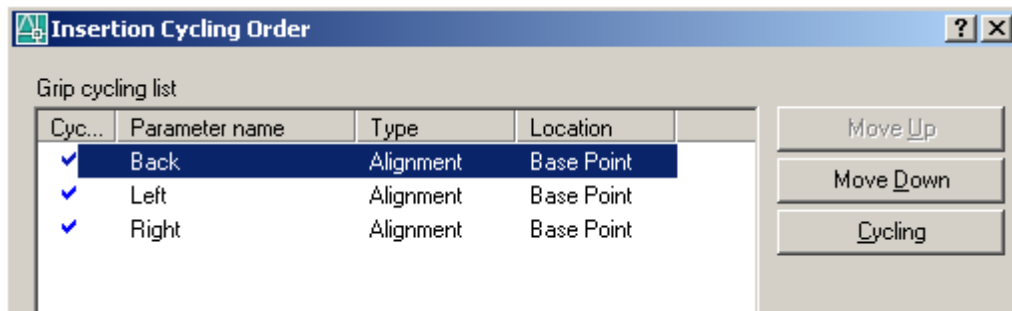 Insertion Cycling Order
Grip cycling list
Cyc... Parameter name Type Location
Back Alignment Base Point
Left Alignment Base Point
Right Alignment Base Point
Move Up
Move Down
Cycling